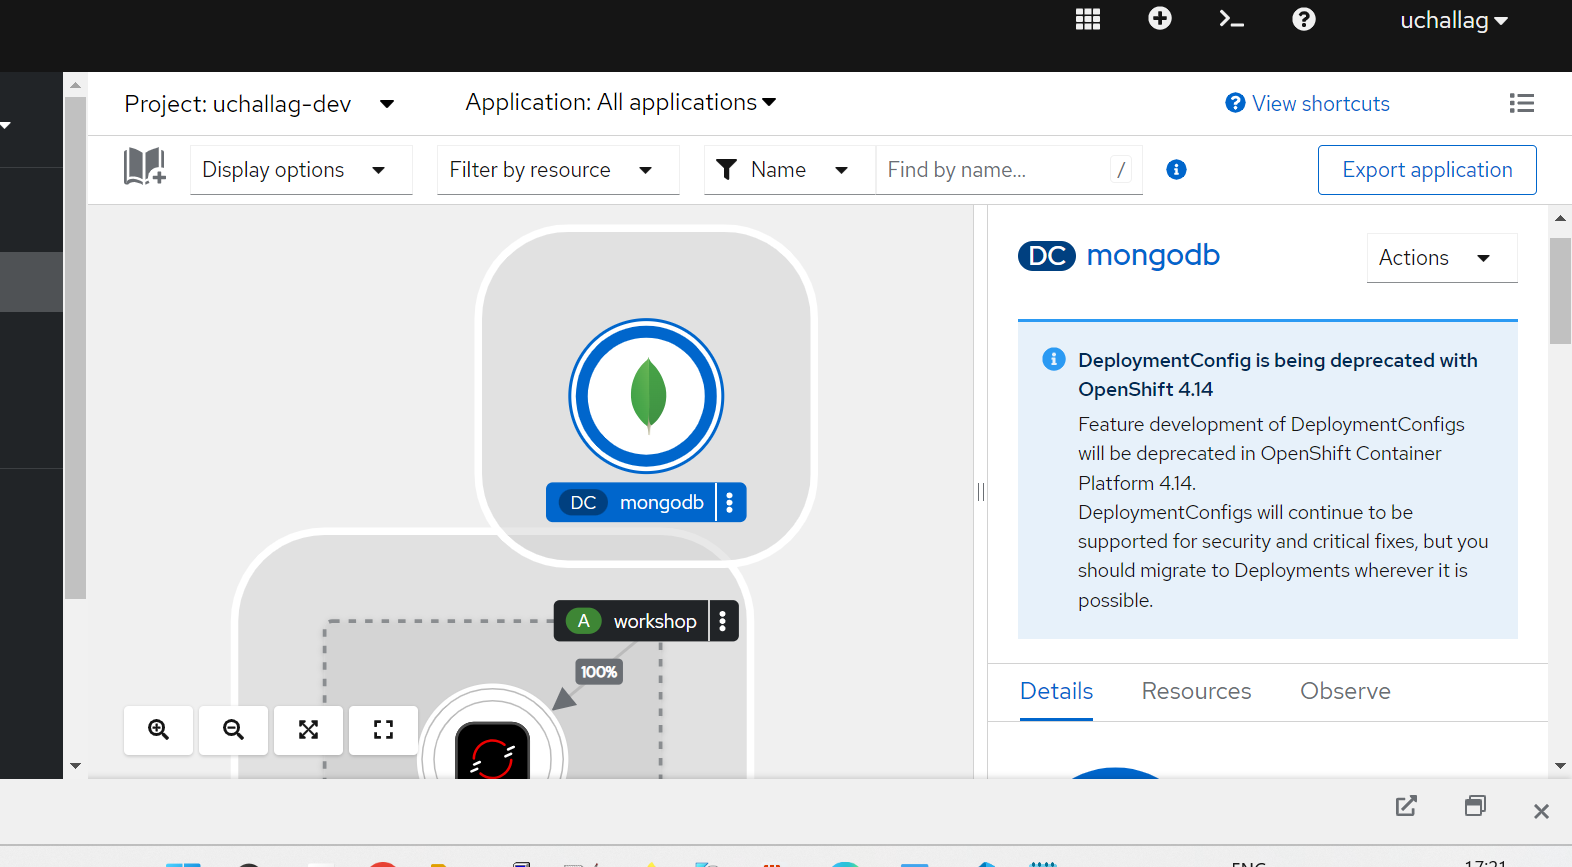 uchallag
Project: uchallag-dev
Application: All applications
View shortcuts
Display options
Filter by resource
Name
Find by name...
/
Export application
DC mongodb
Actions
DeploymentConfig is being deprecated with
OpenShift 4.14
Feature development of DeploymentConfigs
will be deprecated in OpenShift Container
Platform 4.14.
DeploymentConfigs will continue to be
supported for security and critical fixes, but you
should migrate to Deployments wherever it is
possible.
Details
Resources
Observe
DC mongodb
A workshop
100%